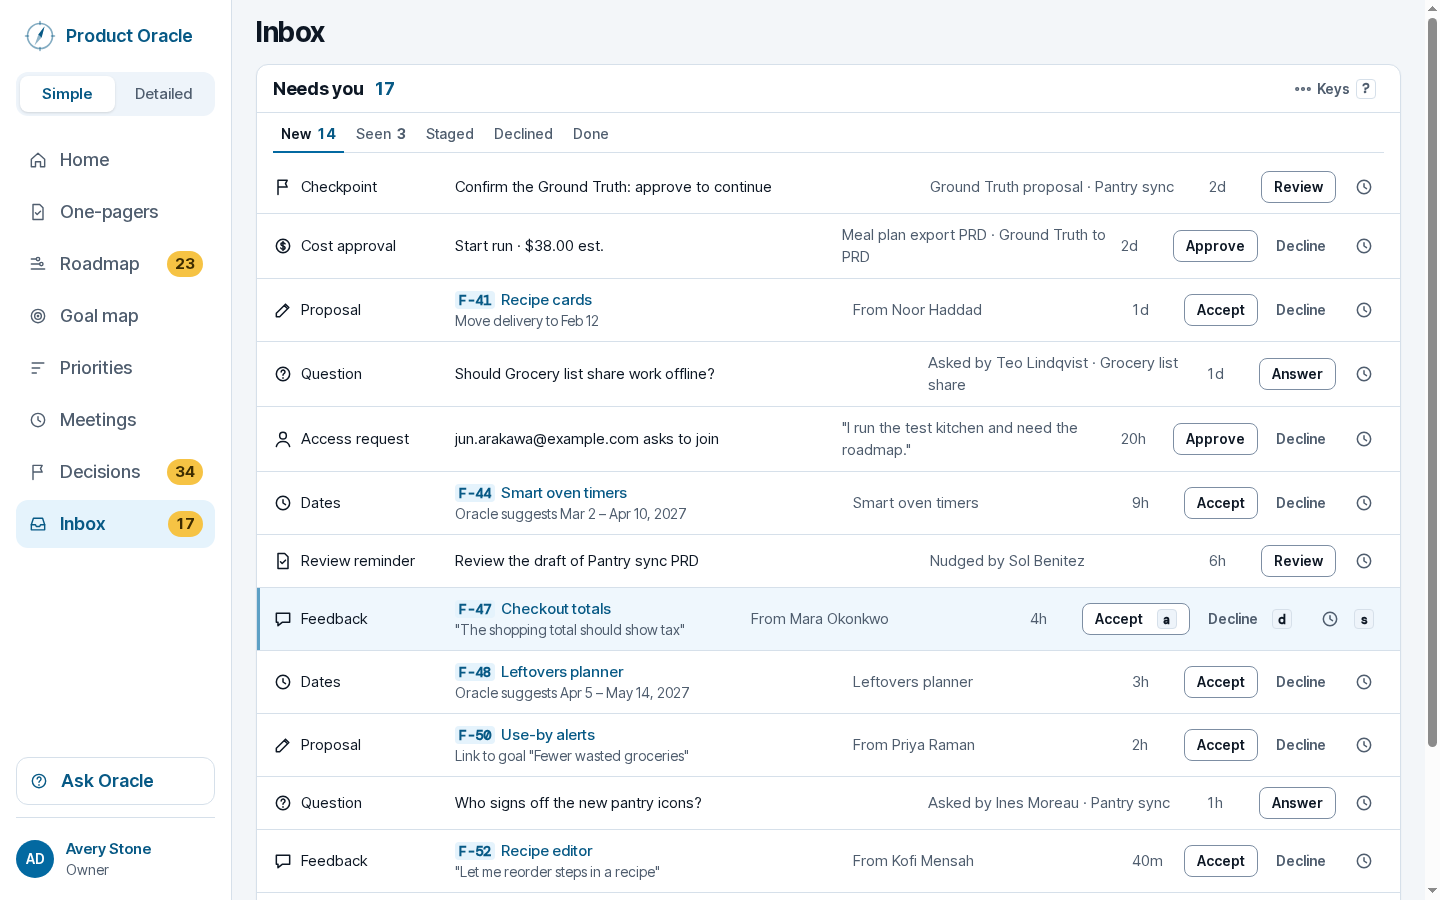 Product Oracle
Simple Detailed
Home
One-pagers
Roadmap 23
Goal map
Priorities
Meetings
Decisions 34
Inbox 17
Ask Oracle
AD Avery Stone
Owner
Inbox
Needs you 17 ••• Keys ?
New 14 Seen 3 Staged Declined Done
Checkpoint Confirm the Ground Truth: approve to continue Ground Truth proposal · Pantry sync 2d Review
Cost approval Start run · $38.00 est. Meal plan export PRD · Ground Truth to PRD 2d Approve Decline
Proposal F-41 Recipe cards From Noor Haddad 1d Accept Decline
Move delivery to Feb 12
Question Should Grocery list share work offline? Asked by Teo Lindqvist · Grocery list share 1d Answer
Access request jun.arakawa@example.com asks to join "I run the test kitchen and need the roadmap." 20h Approve Decline
Dates F-44 Smart oven timers Smart oven timers 9h Accept Decline
Oracle suggests Mar 2 – Apr 10, 2027
Review reminder Review the draft of Pantry sync PRD Nudged by Sol Benitez 6h Review
Feedback F-47 Checkout totals From Mara Okonkwo 4h Accept a Decline d s
"The shopping total should show tax"
Dates F-48 Leftovers planner Leftovers planner 3h Accept Decline
Oracle suggests Apr 5 – May 14, 2027
Proposal F-50 Use-by alerts From Priya Raman 2h Accept Decline
Link to goal "Fewer wasted groceries"
Question Who signs off the new pantry icons? Asked by Ines Moreau · Pantry sync 1h Answer
Feedback F-52 Recipe editor From Kofi Mensah 40m Accept Decline
"Let me reorder steps in a recipe"